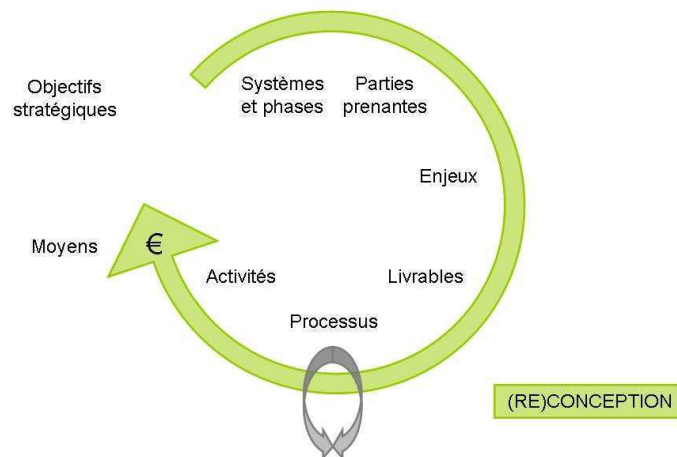 Objectifs
stratégiques
Systèmes
et phases
Parties
prenantes
Enjeux
Livrables
Processus
Activités
€
Moyens
(RE)CONCEPTION